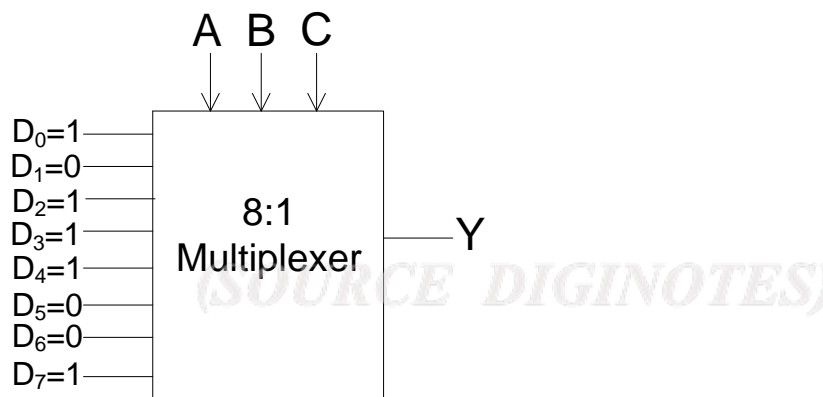 A B C
D₀=1
D₁=0
D₂=1
D₃=1
D₄=1
D₅=0
D₆=0
D₇=1
8:1
Multiplexer
Y
(SOURCE DIGINOTES)